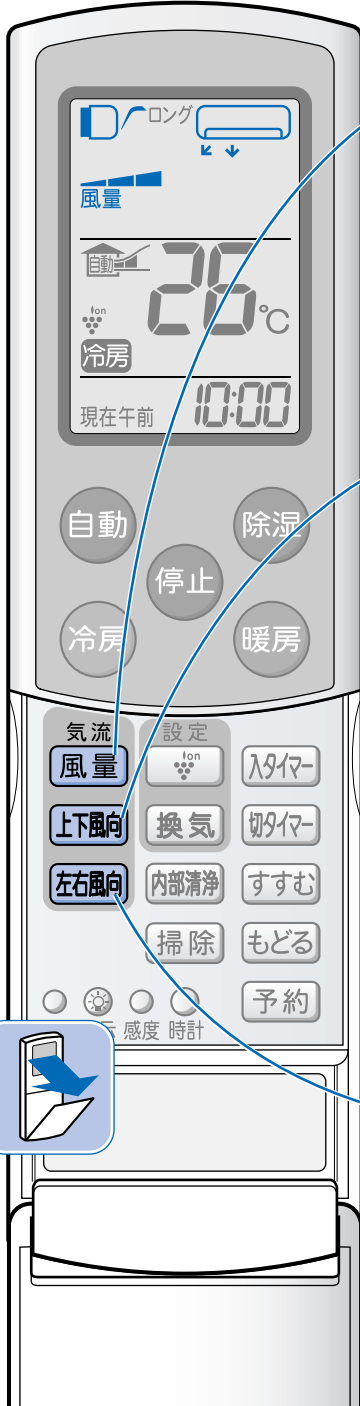 ロング
風量
自動
26℃
ion
冷房
現在午前 10:00
自動
除湿
停止
冷房
暖房
気流
設定
風量
ion
入タイマー
上下風向
換気
切タイマー
左右風向
内部清浄
すすむ
掃除
もどる
予約
感度 時計